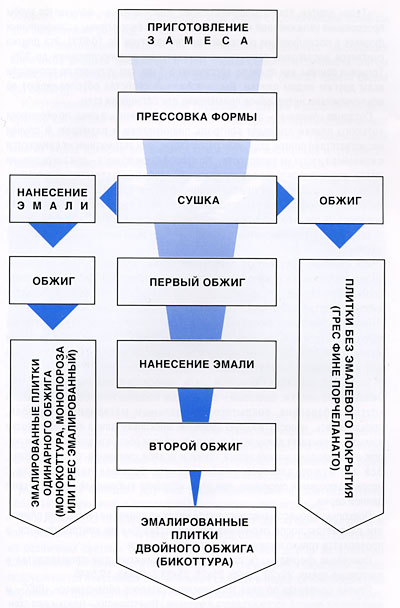 ПРИГОТОВЛЕНИЕ
ЗАМЕСА
ПРЕССОВКА ФОРМЫ
НАНЕСЕНИЕ
ЭМАЛИ
СУШКА
ОБЖИГ
ОБЖИГ
ПЕРВЫЙ ОБЖИГ
НАНЕСЕНИЕ ЭМАЛИ
ВТОРОЙ ОБЖИГ
ЭМАЛИРОВАННЫЕ ПЛИТКИ
ОДИНАРНОГО ОБЖИГА
(МОНОКОТТУРА, МОНОПОРОЗА
ИЛИ ГРЕС ЭМАЛИРОВАННЫЙ)
ПЛИТКИ БЕЗ ЭМАЛЕВОГО ПОКРЫТИЯ
(ГРЕС ФИНЕ ПОРЧЕЛАНАТО)
ЭМАЛИРОВАННЫЕ
ПЛИТКИ
ДВОЙНОГО ОБЖИГА
(БИКОТТУРА)